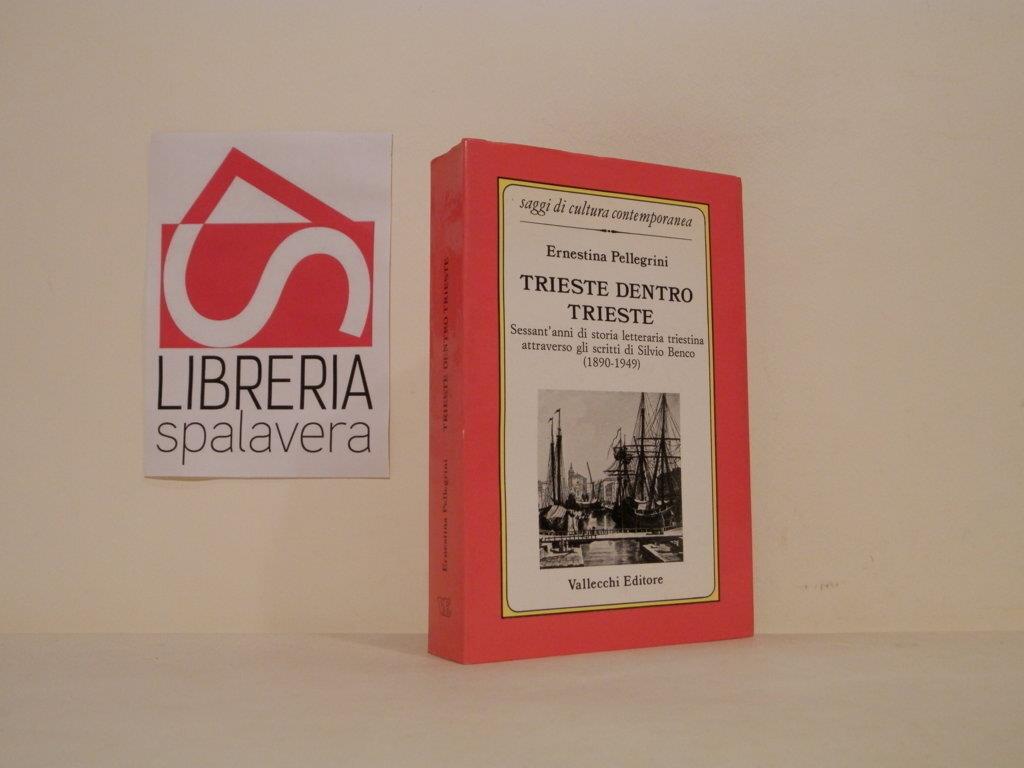 LIBRERIA
spalavera
Ernestina Pellegrini TRIESTE DENTRO TRIESTE
saggi di cultura contemporanea
Ernestina Pellegrini
TRIESTE DENTRO
TRIESTE
Sessant'anni di storia letteraria triestina
attraverso gli scritti di Silvio Benco
(1890-1949)
Vallecchi Editore